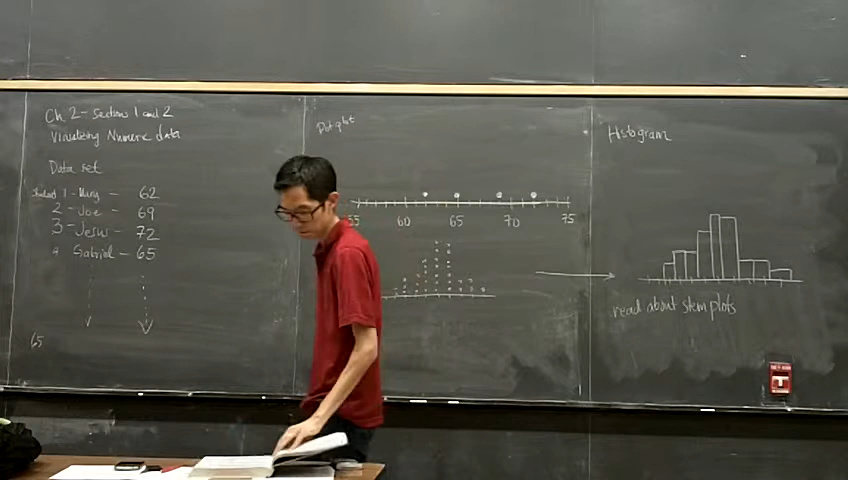 Ch 2 - Sections 1 and 2
Visualizing Numeric data
Data set
Student 1 - Ming - 62
2 - Joe - 69
3 - Jesus - 72
4 Gabriel - 65
65
Dot plot
55 60 65 70 75
Histogram
read about stem plots